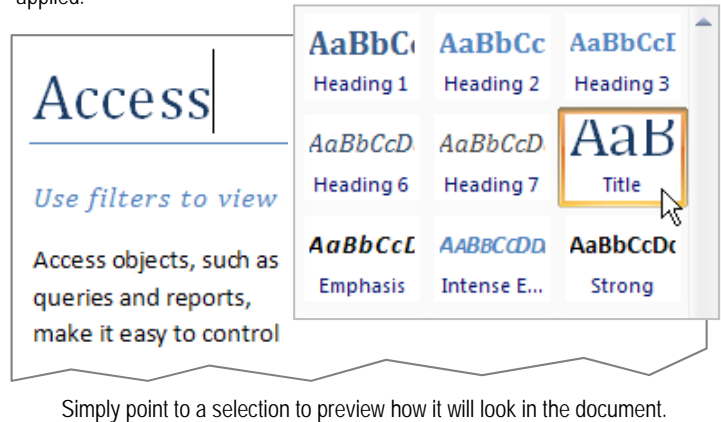 applied.
Access
Use filters to view
Access objects, such as
queries and reports,
make it easy to control
AaBbC AaBbCc AaBbCcI
Heading 1 Heading 2 Heading 3
AaBbCcD AaBbCcD AaB
Heading 6 Heading 7 Title
AaBbCcL AABBCCDD AaBbCcDc
Emphasis Intense E... Strong
Simply point to a selection to preview how it will look in the document.